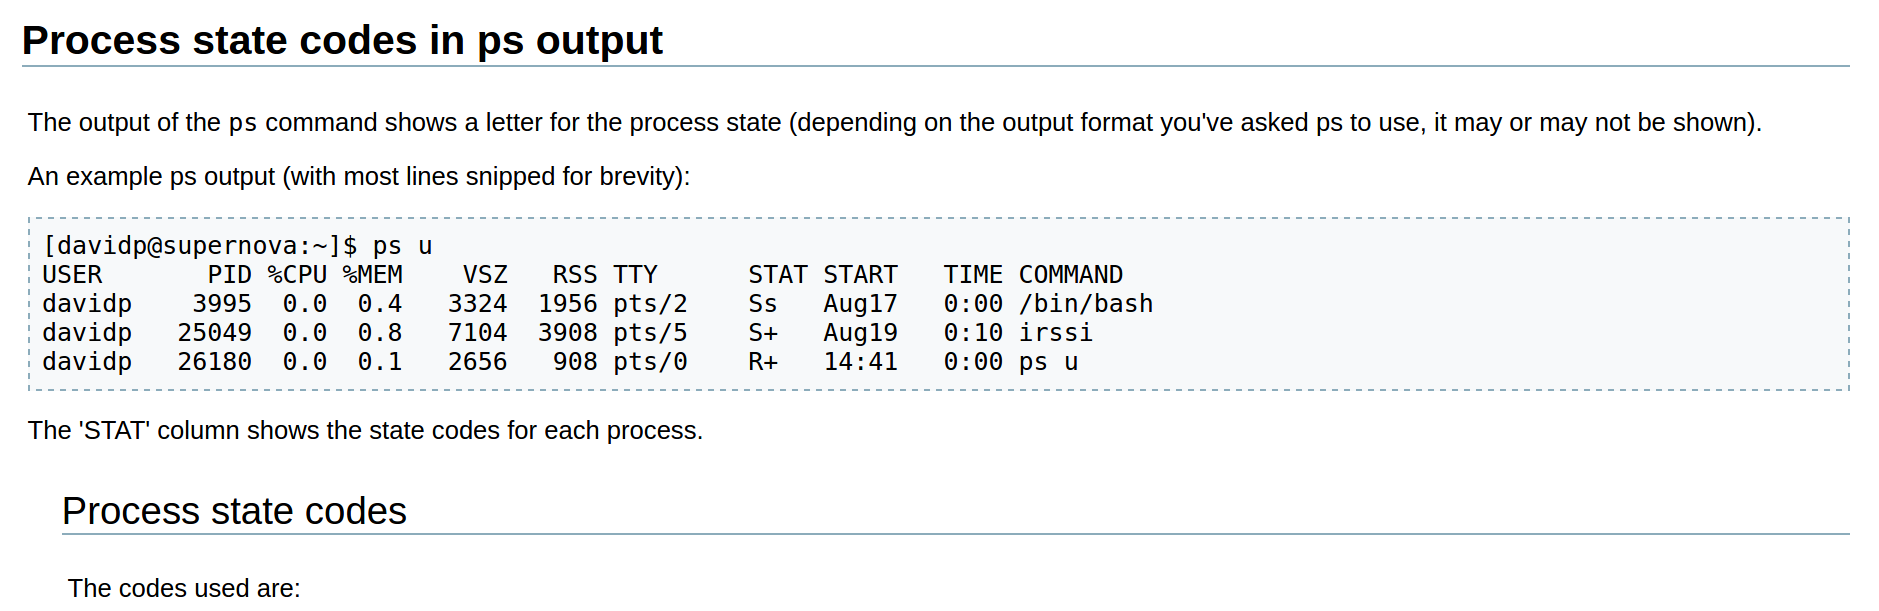 Process state codes in ps output
The output of the ps command shows a letter for the process state (depending on the output format you've asked ps to use, it may or may not be shown).
An example ps output (with most lines snipped for brevity):
[davidp@supernova:~]$ ps u
USER       PID %CPU %MEM    VSZ   RSS TTY      STAT START   TIME COMMAND
davidp    3995  0.0  0.4   3324  1956 pts/2    Ss   Aug17   0:00 /bin/bash
davidp   25049  0.0  0.8   7104  3908 pts/5    S+   Aug19   0:10 irssi
davidp   26180  0.0  0.1   2656   908 pts/0    R+   14:41   0:00 ps u
The 'STAT' column shows the state codes for each process.
Process state codes
The codes used are: